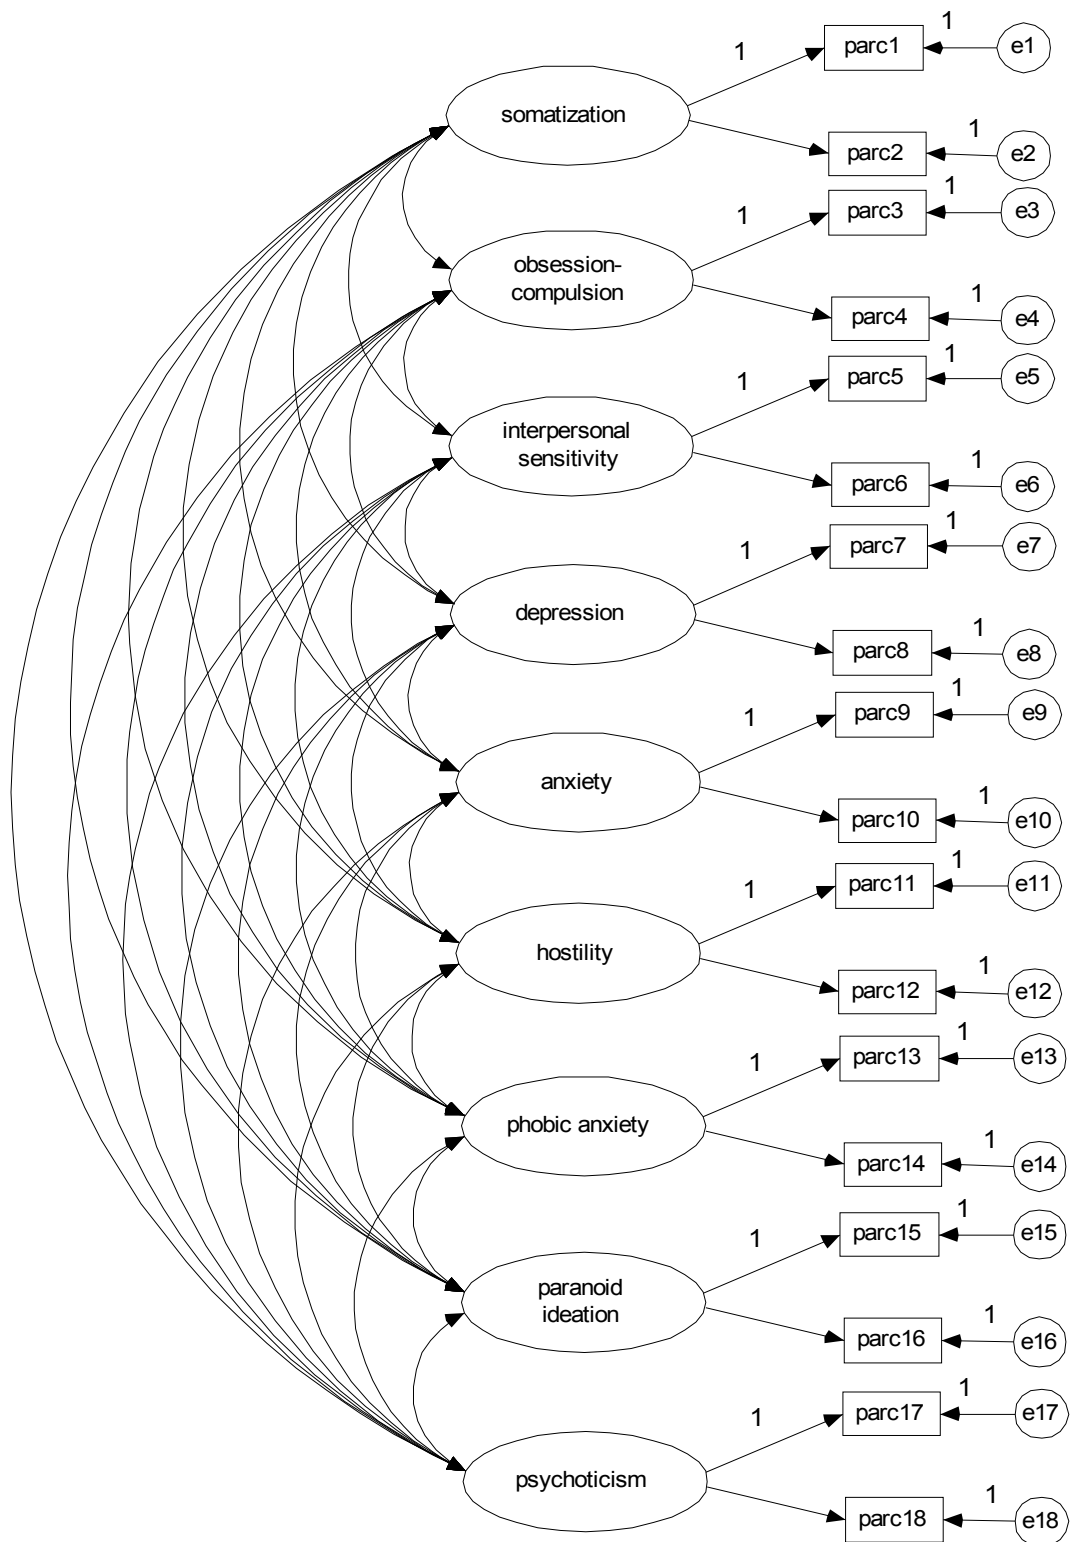 1
parc1
1
e1
somatization
parc2
1
e2
1
parc3
1
e3
obsession-
compulsion
parc4
1
e4
1
parc5
1
e5
interpersonal
sensitivity
parc6
1
e6
1
parc7
1
e7
depression
parc8
1
e8
1
parc9
1
e9
anxiety
parc10
1
e10
1
parc11
1
e11
hostility
parc12
1
e12
1
parc13
1
e13
phobic anxiety
parc14
1
e14
1
parc15
1
e15
paranoid
ideation
parc16
1
e16
1
parc17
1
e17
psychoticism
parc18
1
e18